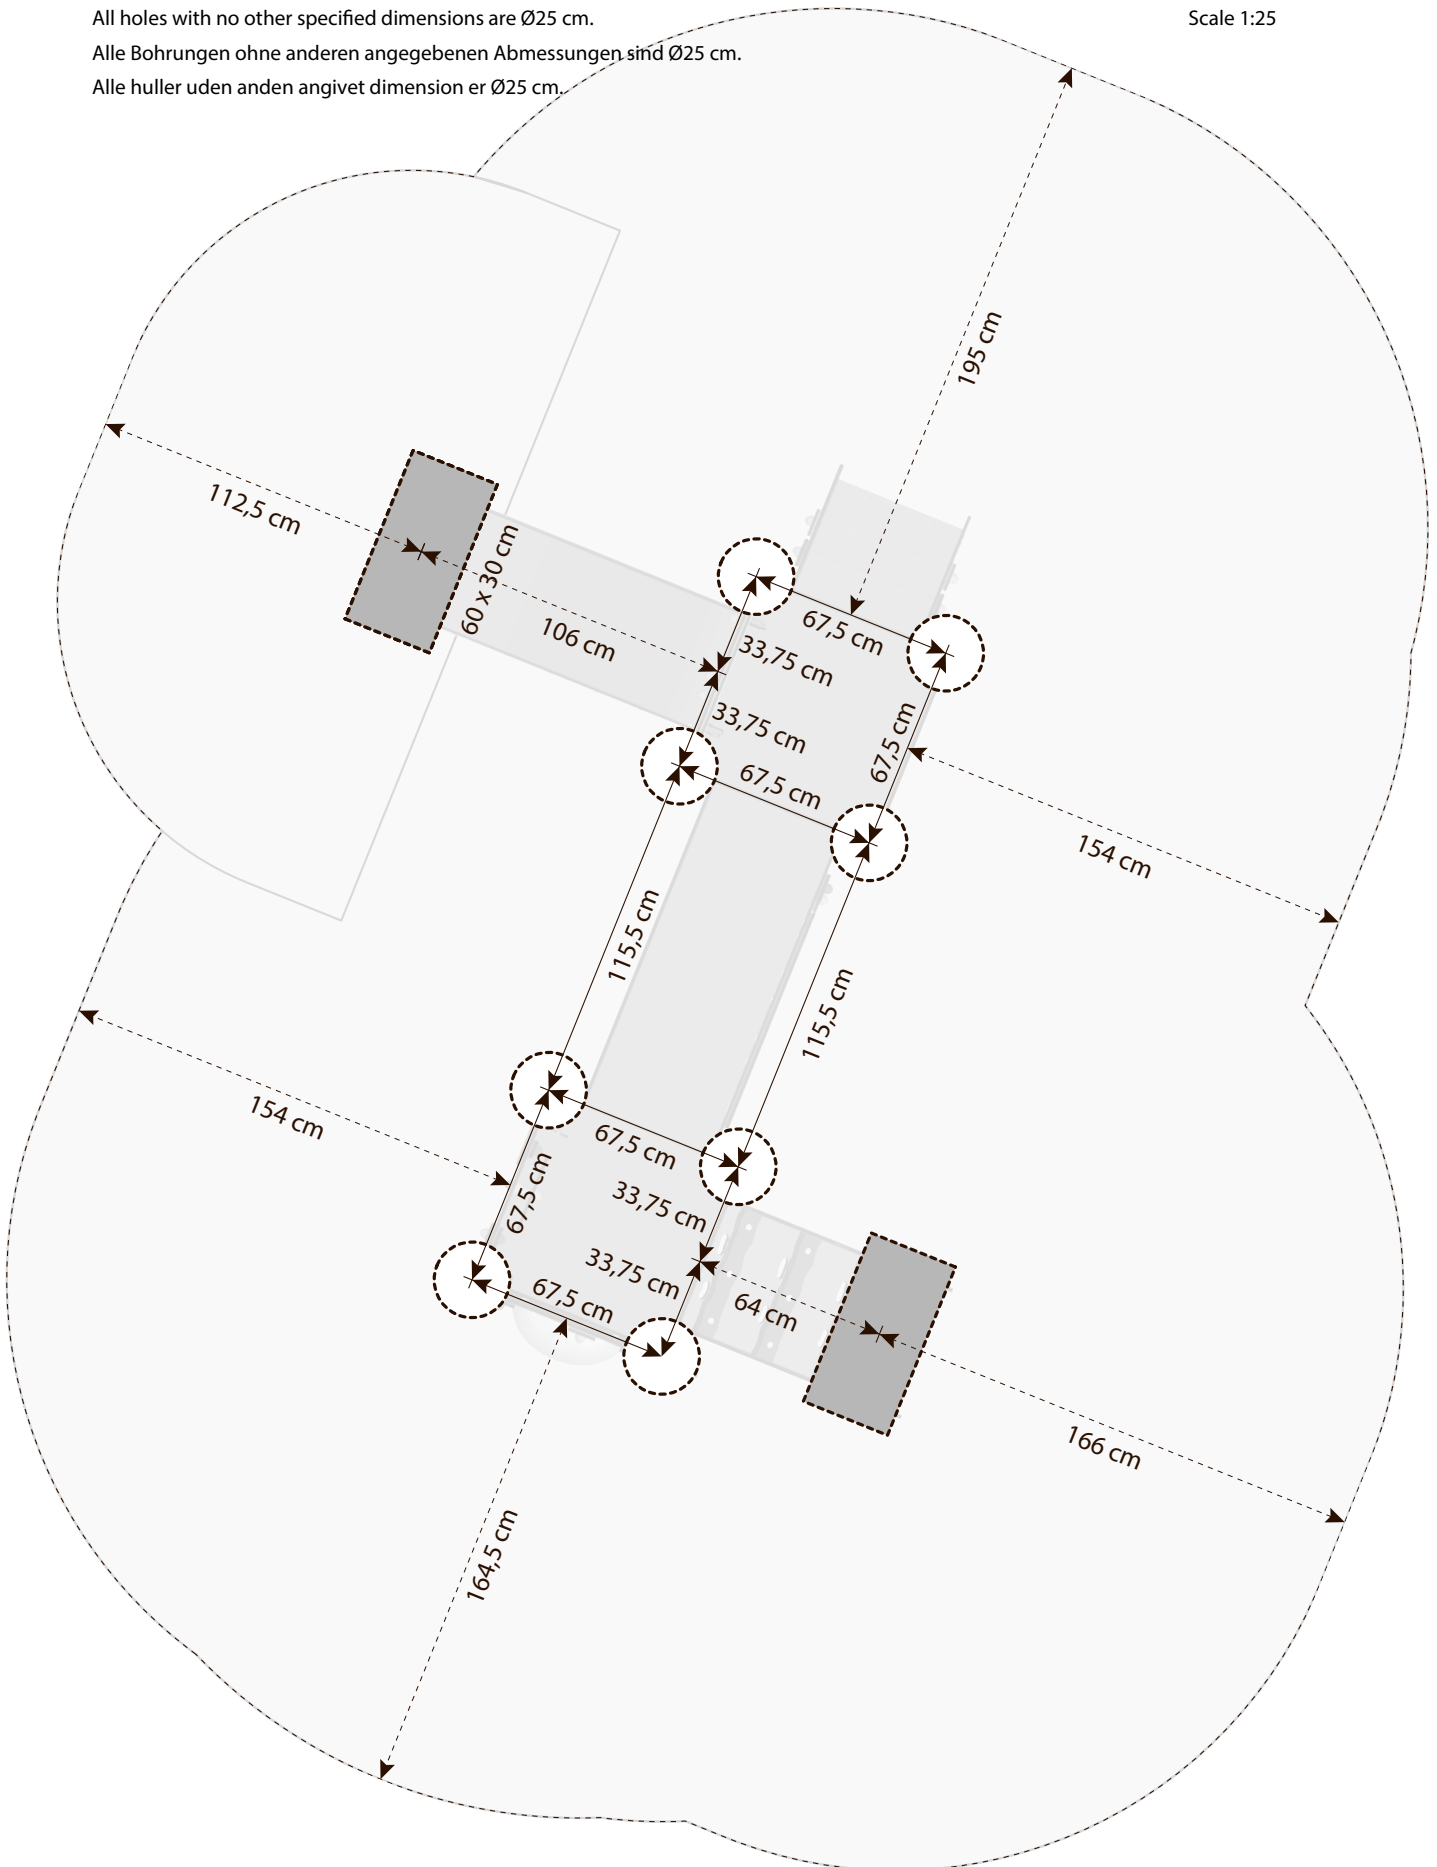 All holes with no other specified dimensions are Ø25 cm.
Scale 1:25
Alle Bohrungen ohne anderen angegebenen Abmessungen sind Ø25 cm.
Alle huller uden anden angivet dimension er Ø25 cm.
195 cm
112,5 cm
60 x 30 cm
106 cm
67,5 cm
33,75 cm
33,75 cm
67,5 cm
67,5 cm
154 cm
115,5 cm
115,5 cm
154 cm
67,5 cm
67,5 cm
33,75 cm
33,75 cm
67,5 cm
64 cm
166 cm
164,5 cm